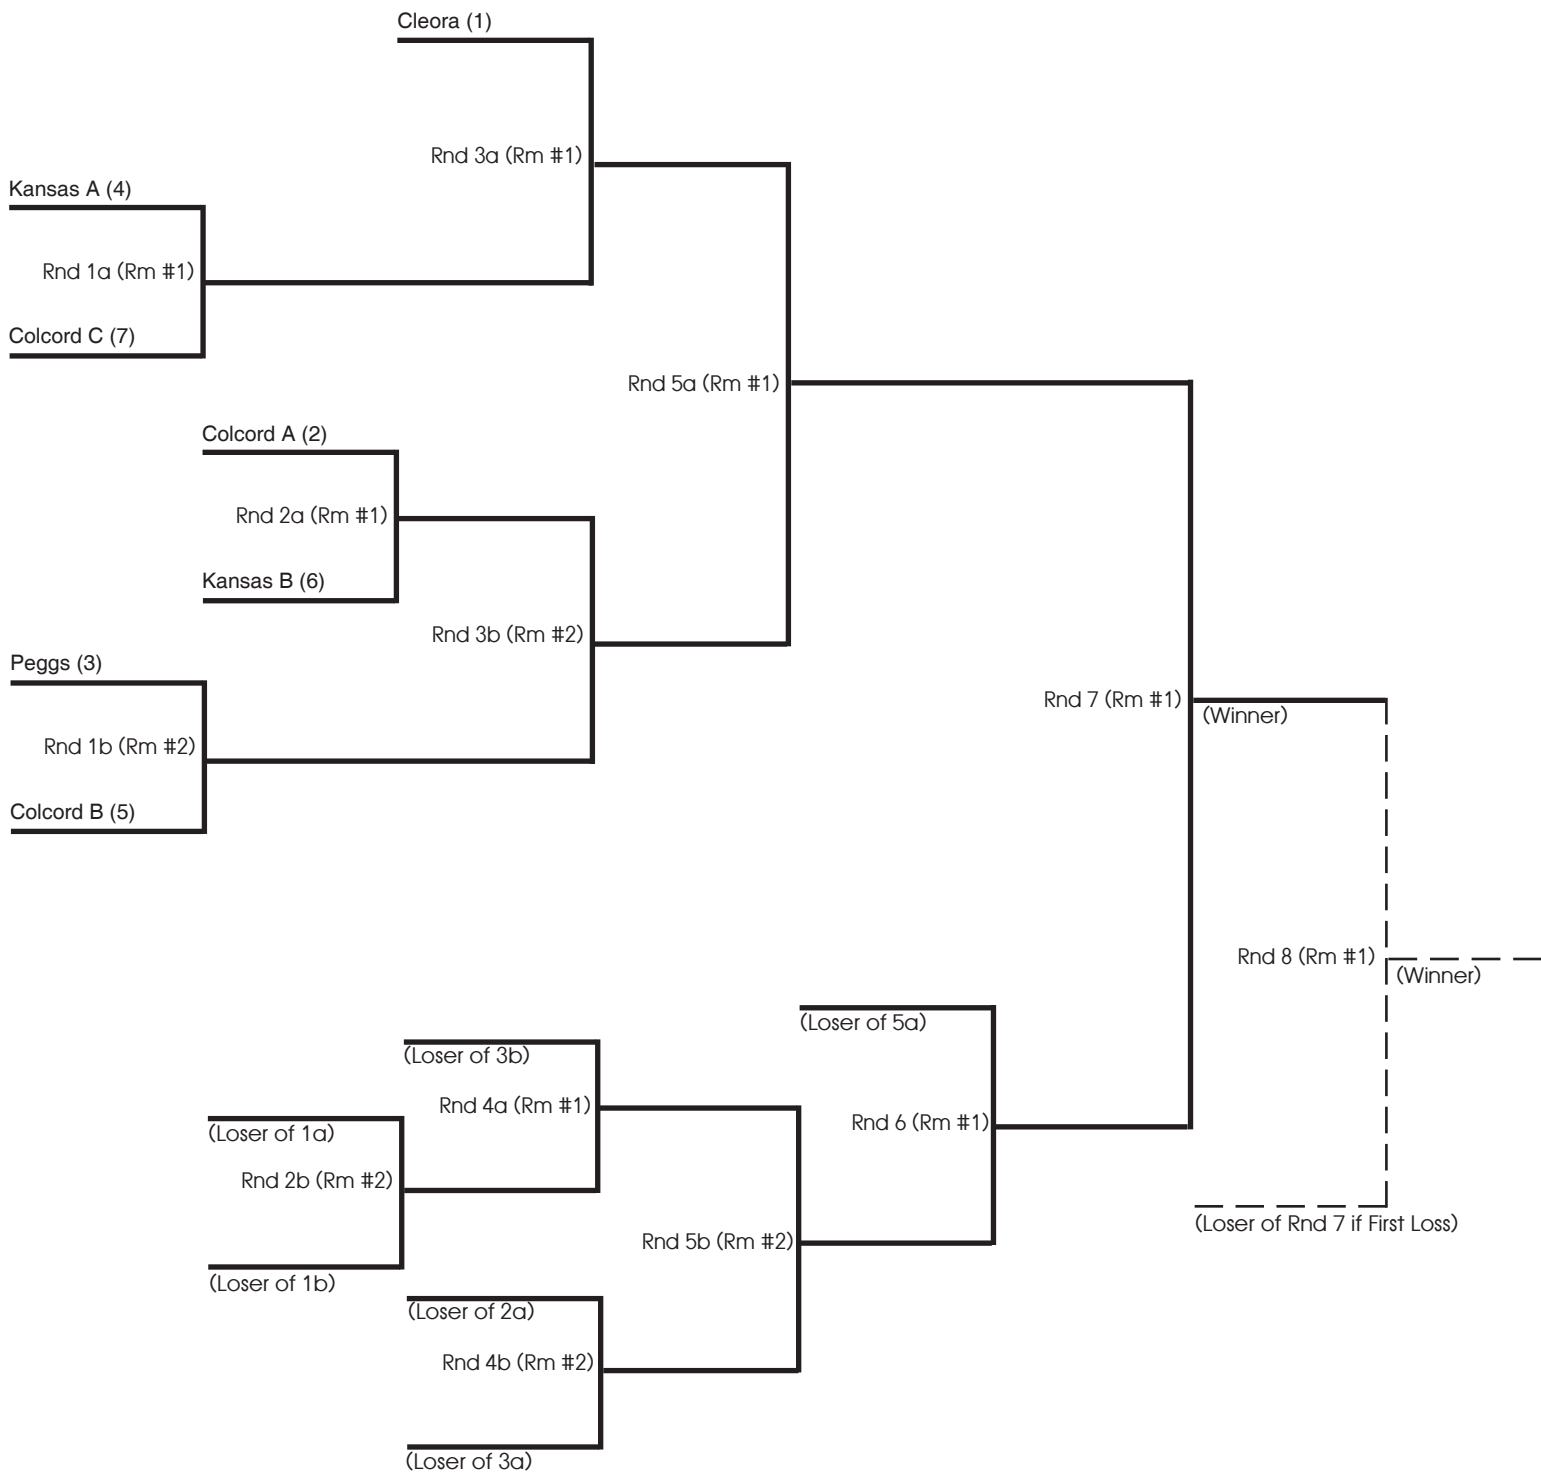 Cleora (1)
Rnd 3a (Rm #1)
Kansas A (4)
Rnd 1a (Rm #1)
Colcord C (7)
Rnd 5a (Rm #1)
Colcord A (2)
Rnd 2a (Rm #1)
Kansas B (6)
Rnd 3b (Rm #2)
Peggs (3)
Rnd 1b (Rm #2)
Colcord B (5)
Rnd 7 (Rm #1)
(Winner)
Rnd 8 (Rm #1)
(Winner)
(Loser of 5a)
(Loser of 3b)
Rnd 4a (Rm #1)
Rnd 6 (Rm #1)
(Loser of 1a)
Rnd 2b (Rm #2)
(Loser of Rnd 7 if First Loss)
Rnd 5b (Rm #2)
(Loser of 1b)
(Loser of 2a)
Rnd 4b (Rm #2)
(Loser of 3a)